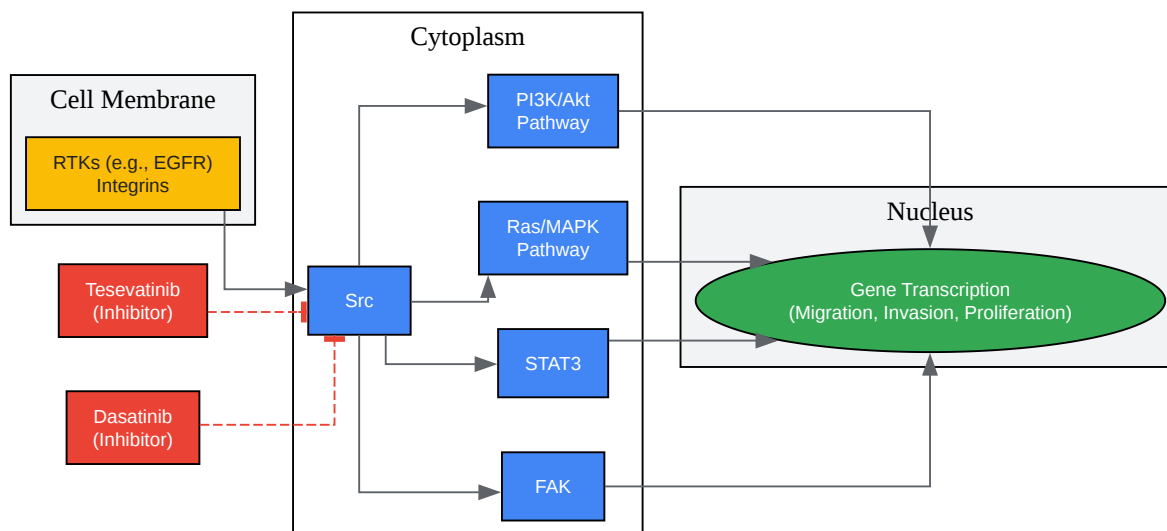 Cytoplasm
Cell Membrane
RTKs (e.g., EGFR)
Integrins
PI3K/Akt
Pathway
Ras/MAPK
Pathway
Nucleus
Tesevatinib
(Inhibitor)
Src
Gene Transcription
(Migration, Invasion, Proliferation)
STAT3
Dasatinib
(Inhibitor)
FAK